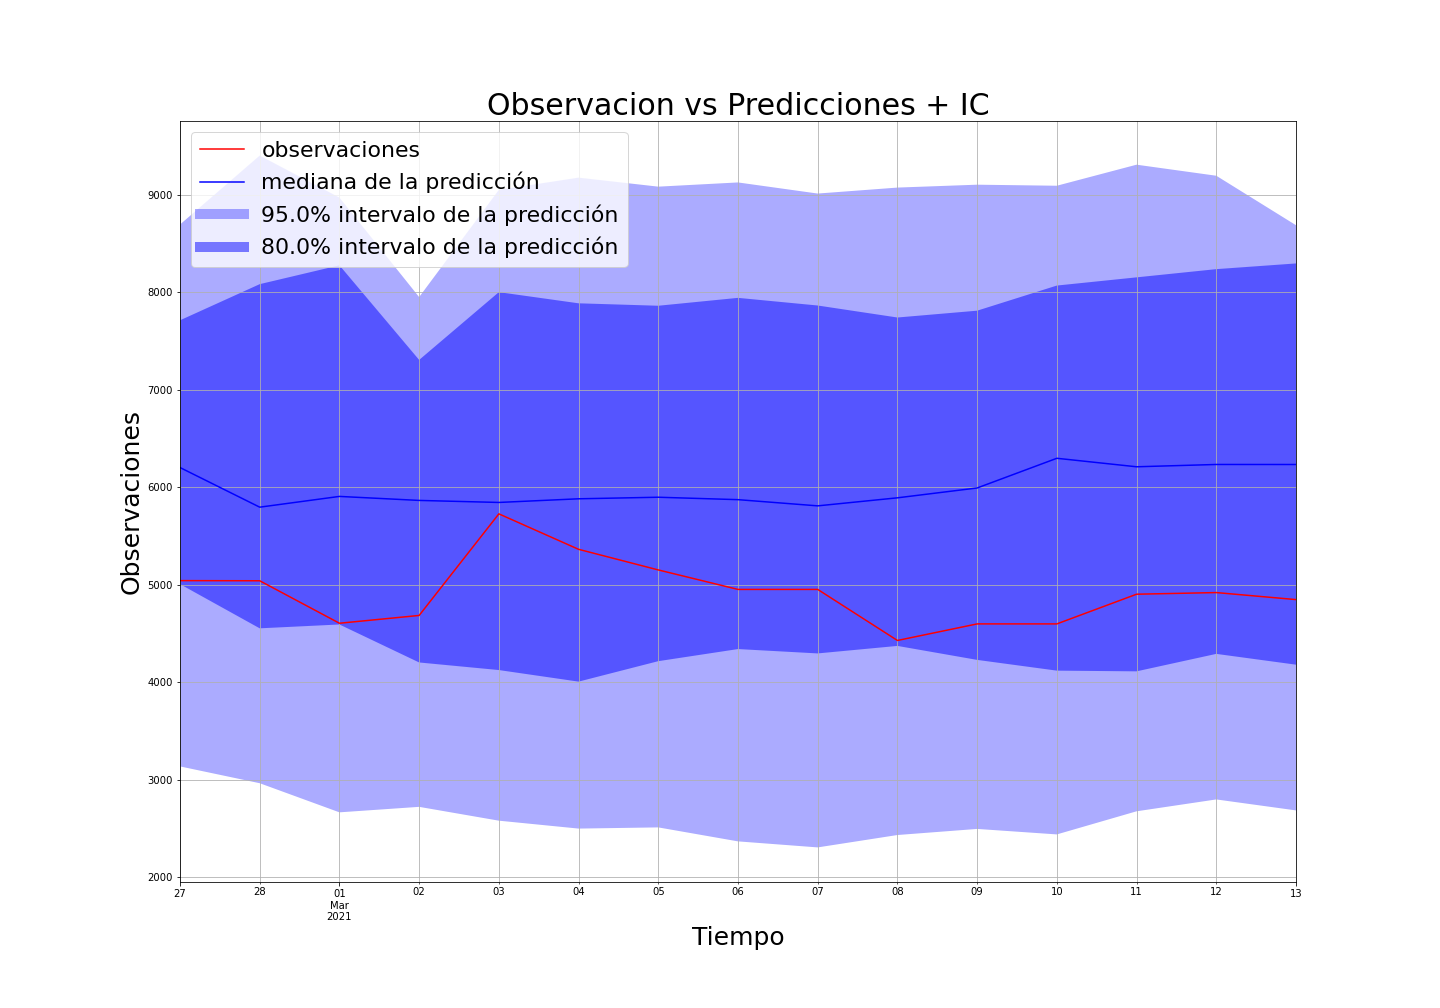 Observacion vs Predicciones + IC
observaciones
mediana de la predicción
95.0% intervalo de la predicción
80.0% intervalo de la predicción
Observaciones
9000
8000
7000
6000
5000
4000
3000
2000
27 28 01 02 03 04 05 06 07 08 09 10 11 12 13
Mar
2021
Tiempo